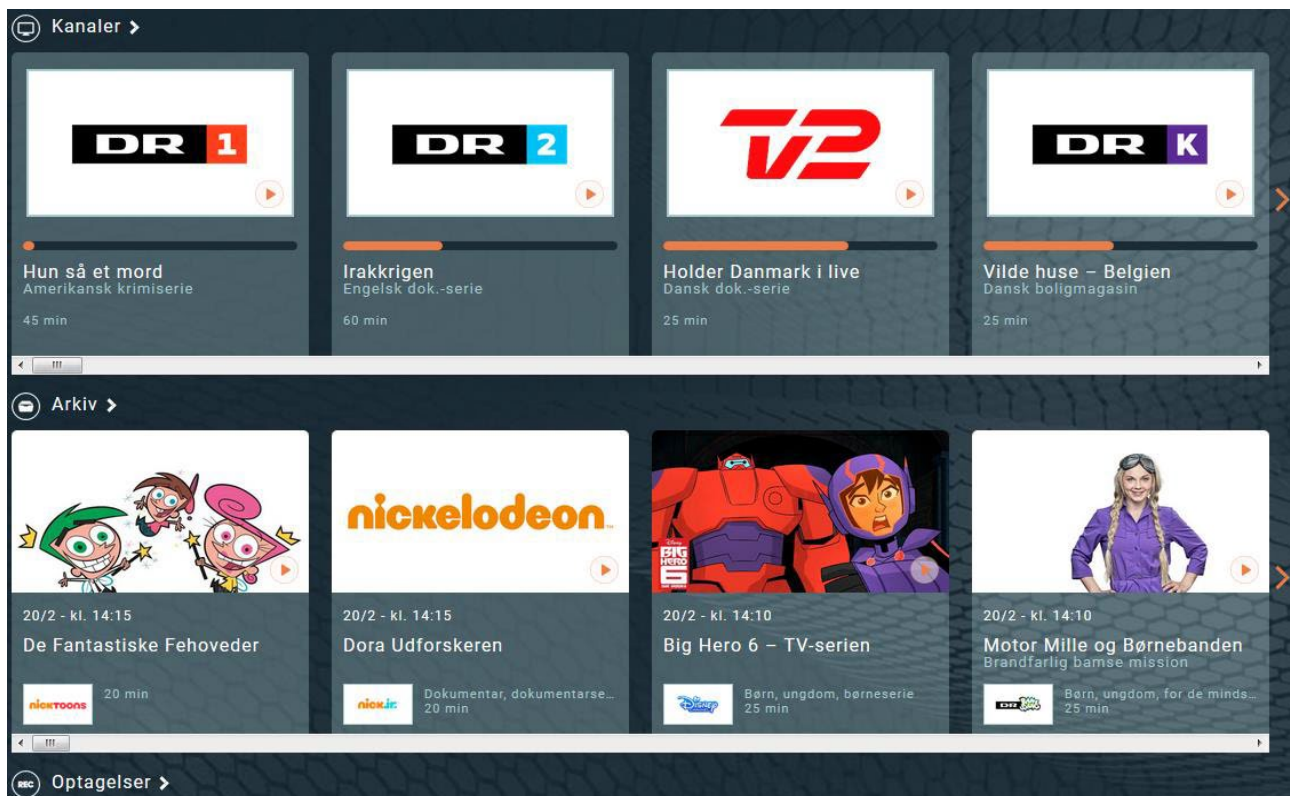 Kanaler
DR 1
DR 2
TV2
DR K
Hun så et mord
Amerikansk krimiserie
45 min
Irakkrigen
Engelsk dok.-serie
60 min
Holder Danmark i live
Dansk dok.-serie
25 min
Vilde huse – Belgien
Dansk boligmagasin
25 min
Arkiv
nickelodeon
Disney
BIG
HERO
6
20/2 - kl. 14:15
De Fantastiske Fehoveder
nicktoons
20 min
20/2 - kl. 14:15
Dora Udforskeren
nick jr.
Dokumentar, dokumentarse...
20 min
20/2 - kl. 14:10
Big Hero 6 – TV-serien
Disney
Børn, ungdom, børneserie
25 min
20/2 - kl. 14:10
Motor Mille og Børnebanden
Brandfarlig bamse mission
DR
Børn, ungdom, for de minds...
25 min
REC
Optagelser